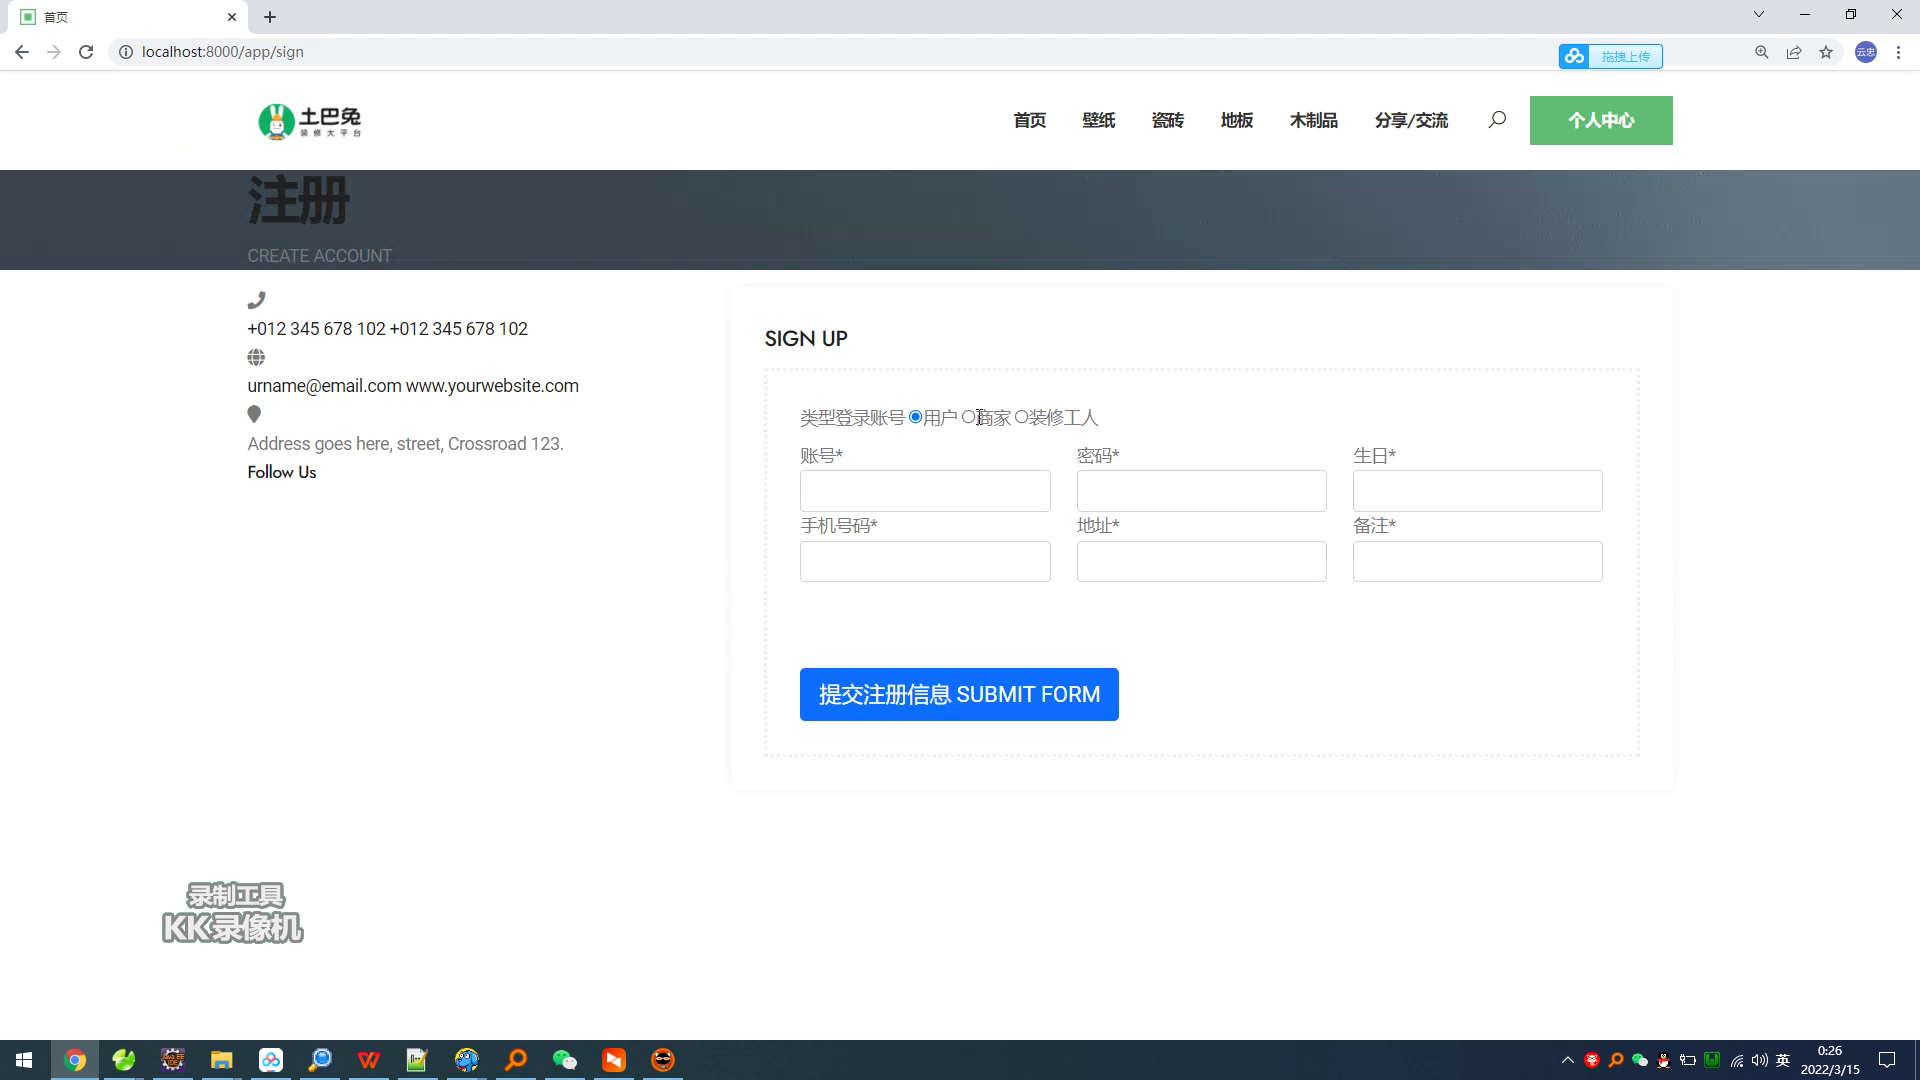 首页
localhost:8000/app/sign
拖拽上传
云忠
土巴兔
装修大平台
首页 壁纸 瓷砖 地板 木制品 分享/交流 个人中心
注册
CREATE ACCOUNT
+012 345 678 102 +012 345 678 102
urname@email.com www.yourwebsite.com
Address goes here, street, Crossroad 123.
Follow Us
SIGN UP
类型登录账号 用户 商家 装修工人
账号* 密码* 生日*
手机号码* 地址* 备注*
提交注册信息 SUBMIT FORM
录制工具
KK录像机
英
0:26
2022/3/15